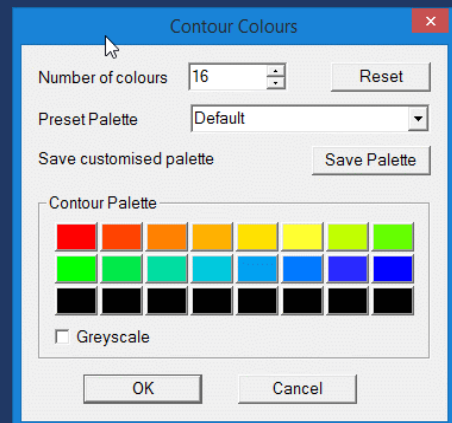 Contour Colours
Number of colours 16 Reset
Preset Palette Default
Save customised palette Save Palette
Contour Palette
Greyscale
OK Cancel